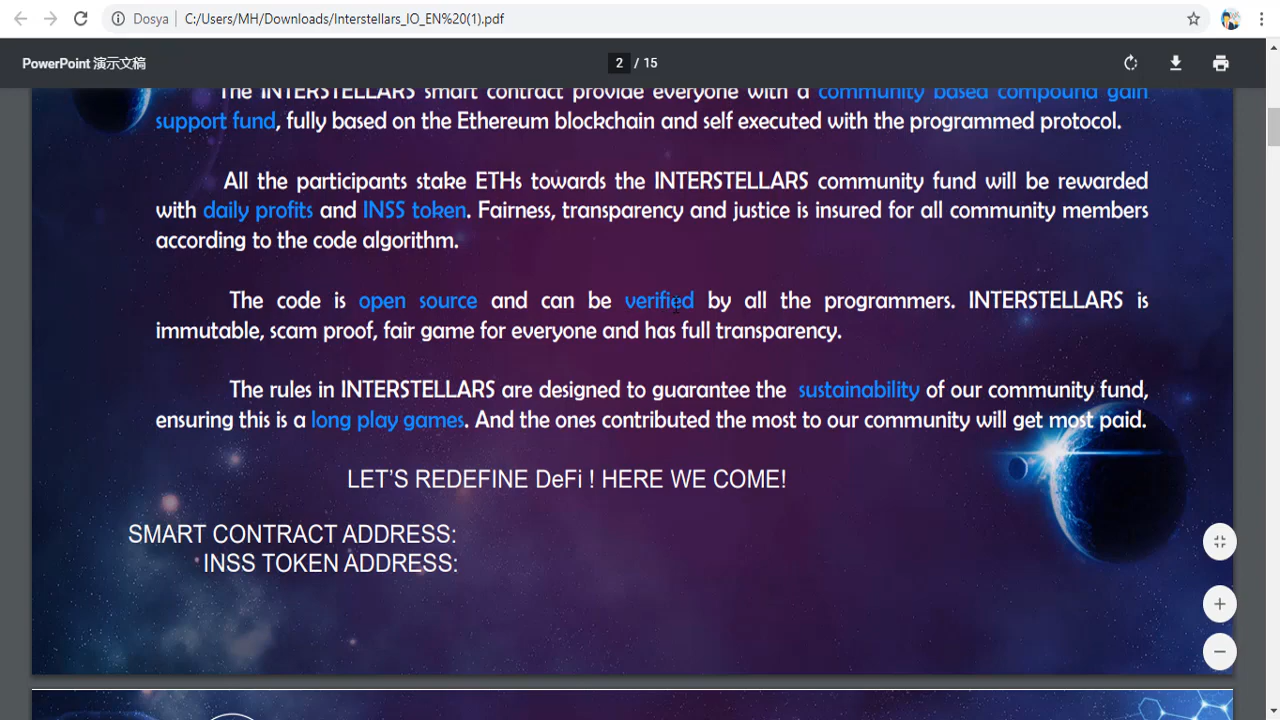 Dosya
C:/Users/MH/Downloads/Interstellars_IO_EN%20(1).pdf
PowerPoint 演示文稿
2 / 15
The INTERSTELLARS smart contract provide everyone with a community based compound gain
support fund, fully based on the Ethereum blockchain and self executed with the programmed protocol.
All the participants stake ETHs towards the INTERSTELLARS community fund will be rewarded
with daily profits and INSS token. Fairness, transparency and justice is insured for all community members
according to the code algorithm.
The code is open source and can be verified by all the programmers. INTERSTELLARS is
immutable, scam proof, fair game for everyone and has full transparency.
The rules in INTERSTELLARS are designed to guarantee the sustainability of our community fund,
ensuring this is a long play games. And the ones contributed the most to our community will get most paid.
LET'S REDEFINE DeFi ! HERE WE COME!
SMART CONTRACT ADDRESS:
INSS TOKEN ADDRESS: